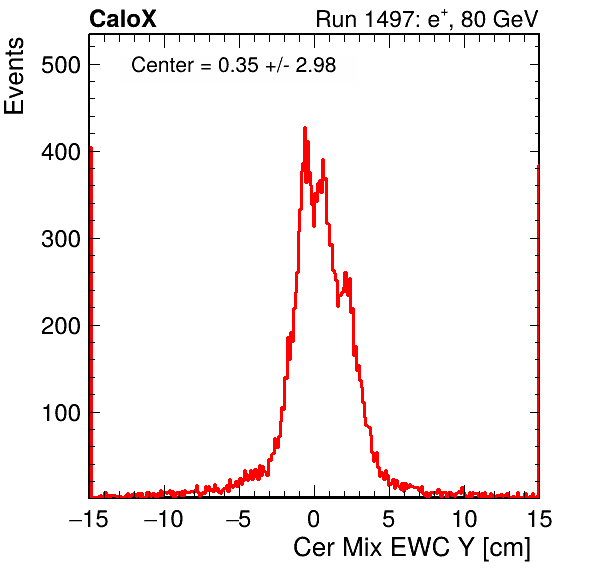 CaloX
Run 1497: e+, 80 GeV
Events
Center = 0.35 +/- 2.98
500
400
300
200
100
−15 −10 −5 0 5 10 15
Cer Mix EWC Y [cm]